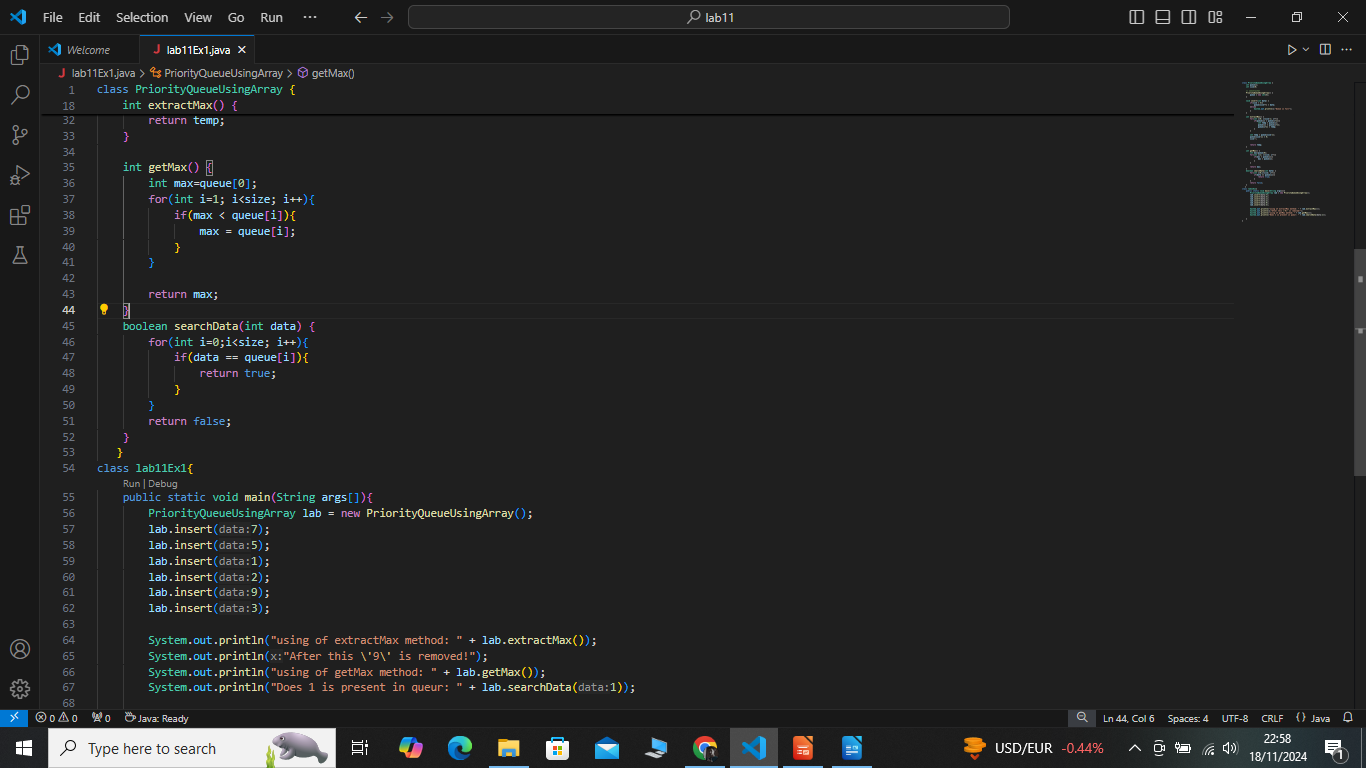 File Edit Selection View Go Run ··· lab11
Welcome lab11Ex1.java
lab11Ex1.java > PriorityQueueUsingArray > getMax()
1 class PriorityQueueUsingArray {
18 int extractMax() {
32 return temp;
33 }
34
35 int getMax() {
36 int max=queue[0];
37 for(int i=1; i<size; i++){
38 if(max < queue[i]){
39 max = queue[i];
40 }
41 }
42
43 return max;
44 }
45 boolean searchData(int data) {
46 for(int i=0;i<size; i++){
47 if(data == queue[i]){
48 return true;
49 }
50 }
51 return false;
52 }
53 }
54 class lab11Ex1{
Run | Debug
55 public static void main(String args[]){
56 PriorityQueueUsingArray lab = new PriorityQueueUsingArray();
57 lab.insert(data:7);
58 lab.insert(data:5);
59 lab.insert(data:1);
60 lab.insert(data:2);
61 lab.insert(data:9);
62 lab.insert(data:3);
63
64 System.out.println("using of extractMax method: " + lab.extractMax());
65 System.out.println(x:"After this \'9\' is removed!");
66 System.out.println("using of getMax method: " + lab.getMax());
67 System.out.println("Does 1 is present in queur: " + lab.searchData(data:1));
68
0 0 0 Java: Ready Ln 44, Col 6 Spaces: 4 UTF-8 CRLF {} Java
Type here to search USD/EUR -0.44% 22:58
18/11/2024 1